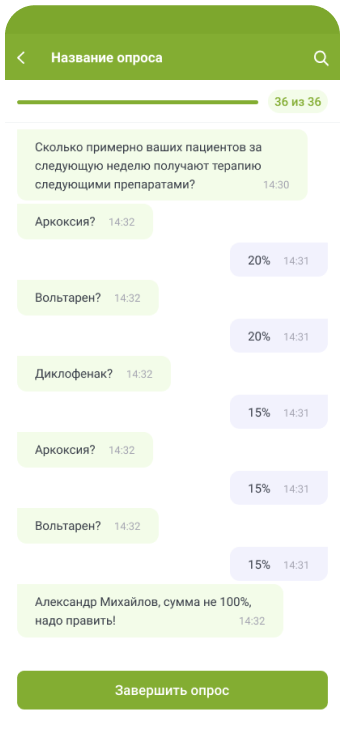 Название опроса
36 из 36
Сколько примерно ваших пациентов за
следующую неделю получают терапию
следующими препаратами? 14:30
Аркоксия? 14:32
20% 14:31
Вольтарен? 14:32
20% 14:31
Диклофенак? 14:32
15% 14:31
Аркоксия? 14:32
15% 14:31
Вольтарен? 14:32
15% 14:31
Александр Михайлов, сумма не 100%,
надо править! 14:32
Завершить опрос